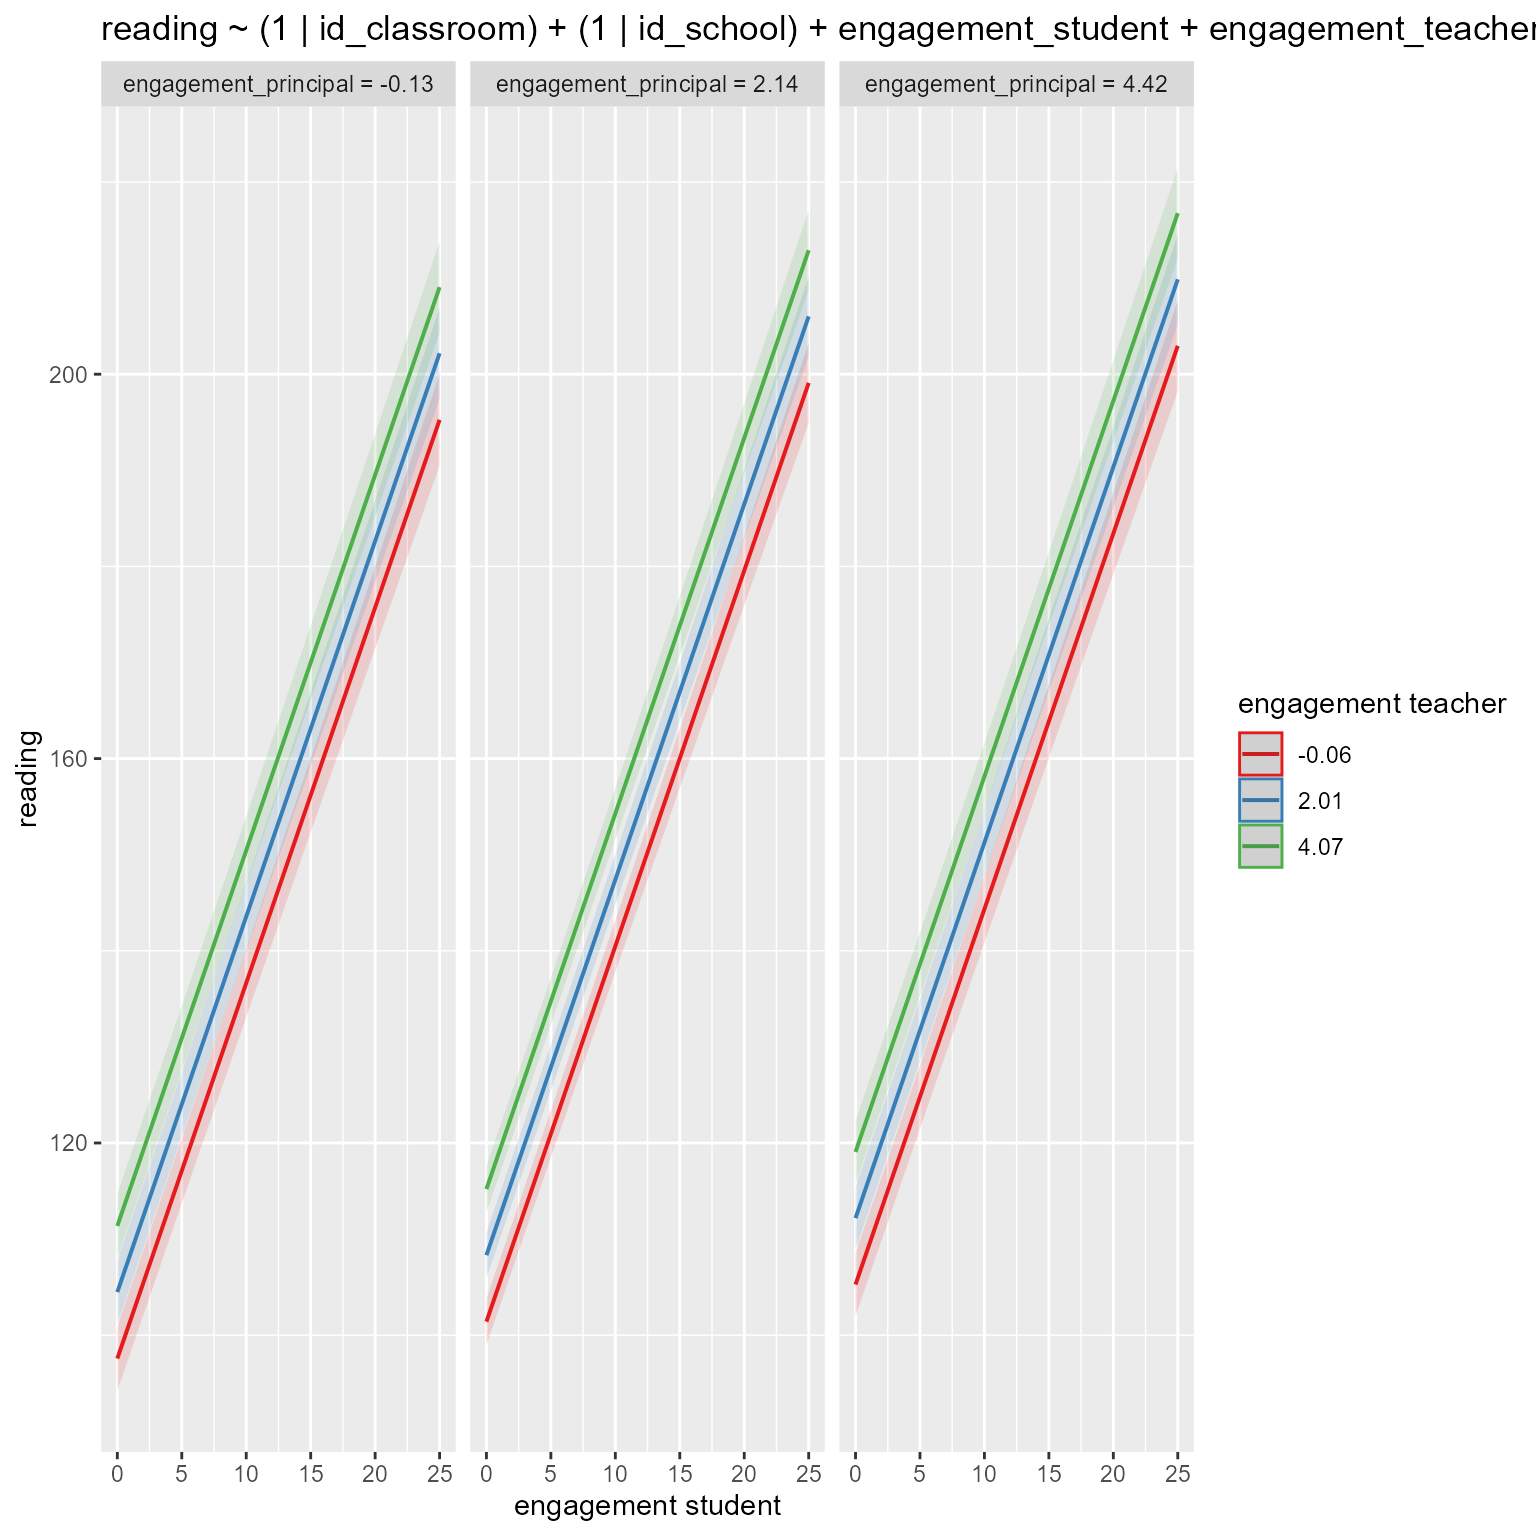 reading ~ (1 | id_classroom) + (1 | id_school) + engagement_student + engagement_teacher
engagement_principal = -0.13
engagement_principal = 2.14
engagement_principal = 4.42
200
160
120
reading
0 5 10 15 20 25
0 5 10 15 20 25
0 5 10 15 20 25
engagement student
engagement teacher
-0.06
2.01
4.07